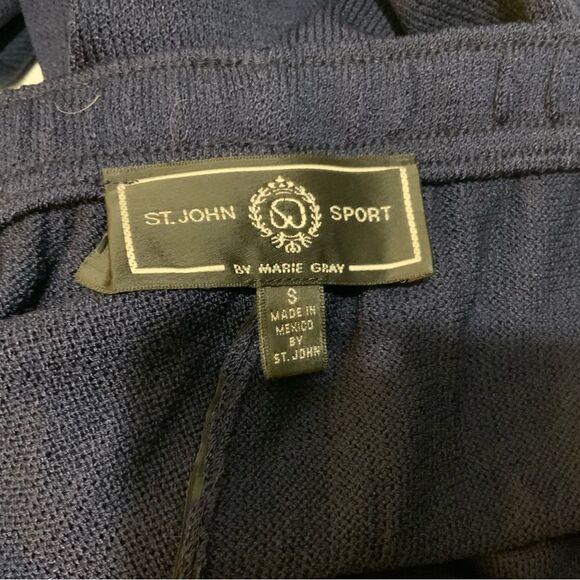 ST. JOHN SPORT
BY MARIE GRAY
S
MADE IN
MEXICO
BY
ST. JOHN